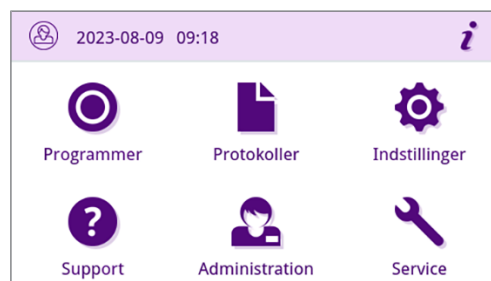 2023-08-09 09:18 i
Programmer Protokoller Indstillinger
? 
Support Administration Service